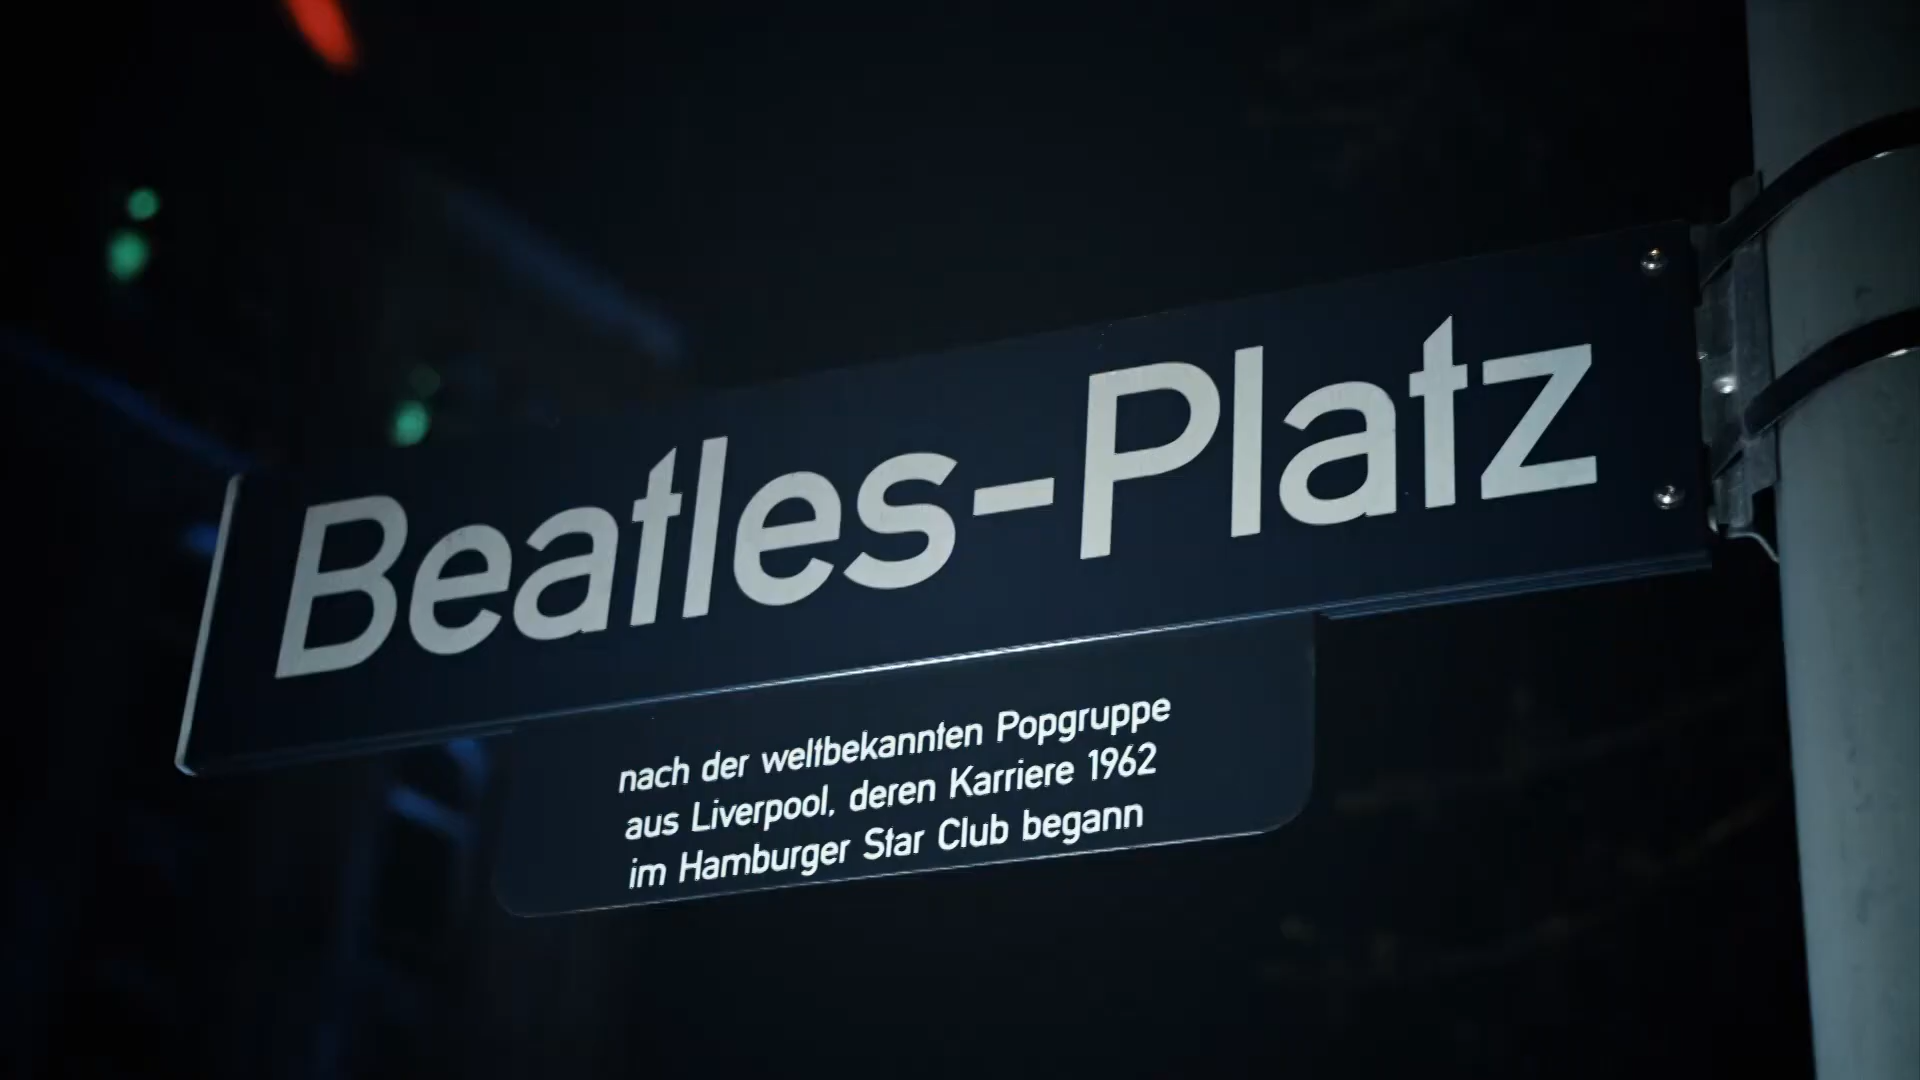 Beatles-Platz
nach der weltbekannten Popgruppe
aus Liverpool, deren Karriere 1962
im Hamburger Star Club begann